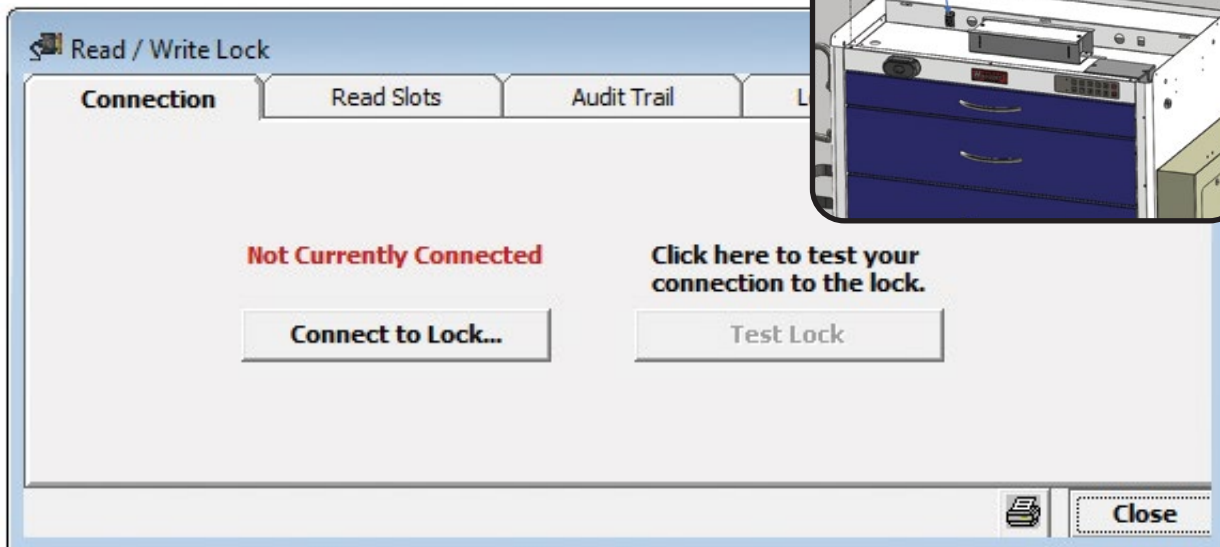 Read / Write Lock
Connection
Read Slots
Audit Trail
L
Not Currently Connected
Click here to test your
connection to the lock.
Connect to Lock...
Test Lock
Close